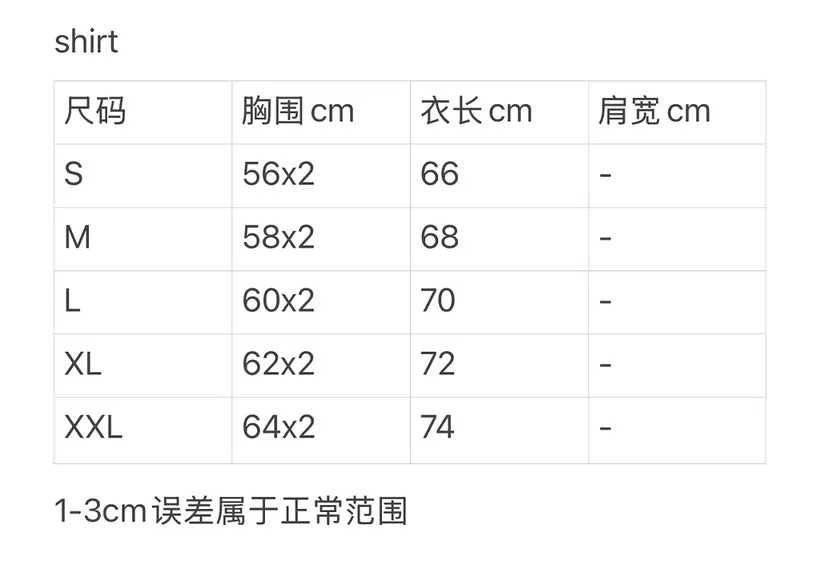 shirt
尺码 胸围cm 衣长cm 肩宽cm
S 56x2 66 -
M 58x2 68 -
L 60x2 70 -
XL 62x2 72 -
XXL 64x2 74 -
1-3cm误差属于正常范围